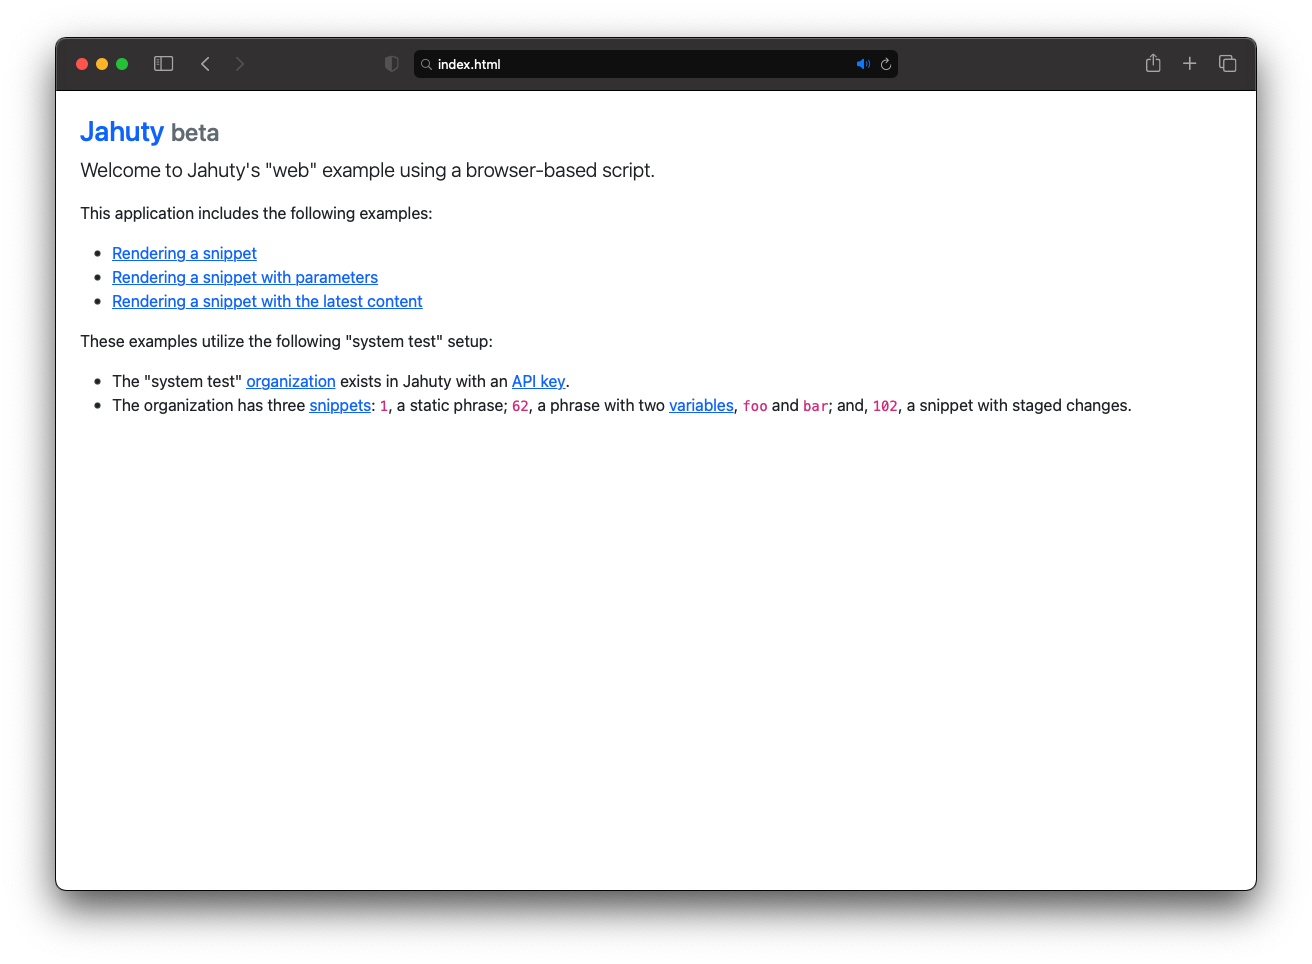 index.html
Jahuty beta
Welcome to Jahuty's "web" example using a browser-based script.
This application includes the following examples:
Rendering a snippet
Rendering a snippet with parameters
Rendering a snippet with the latest content
These examples utilize the following "system test" setup:
The "system test" organization exists in Jahuty with an API key.
The organization has three snippets: 1, a static phrase; 62, a phrase with two variables, foo and bar; and, 102, a snippet with staged changes.